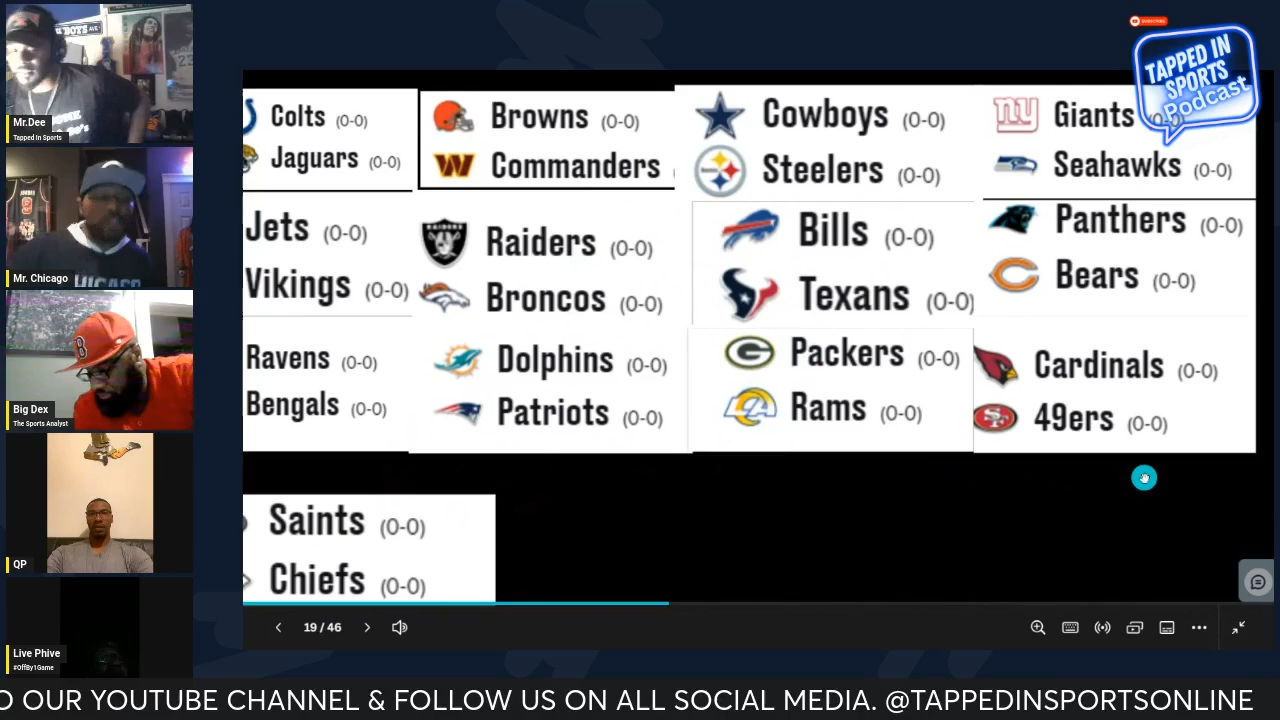 Mr.Dee
Tapped In Sports
Mr. Chicago
Big Dex
The Sports Analyst
QP
Live Phive
#OffBy1Game
SUBSCRIBE
TAPPED IN
SPORTS
Podcast
Colts (0-0)
Jaguars (0-0)
Browns (0-0)
Commanders
Cowboys (0-0)
Steelers (0-0)
Giants
Seahawks (0-0)
Jets (0-0)
Vikings (0-0)
Raiders (0-0)
Broncos (0-0)
Bills (0-0)
Texans (0-0)
Panthers (0-0)
Bears (0-0)
Ravens (0-0)
Bengals (0-0)
Dolphins (0-0)
Patriots (0-0)
Packers (0-0)
Rams (0-0)
Cardinals (0-0)
49ers (0-0)
Saints (0-0)
Chiefs (0-0)
19 / 46
O OUR YOUTUBE CHANNEL & FOLLOW US ON ALL SOCIAL MEDIA. @TAPPEDINSPORTSONLINE